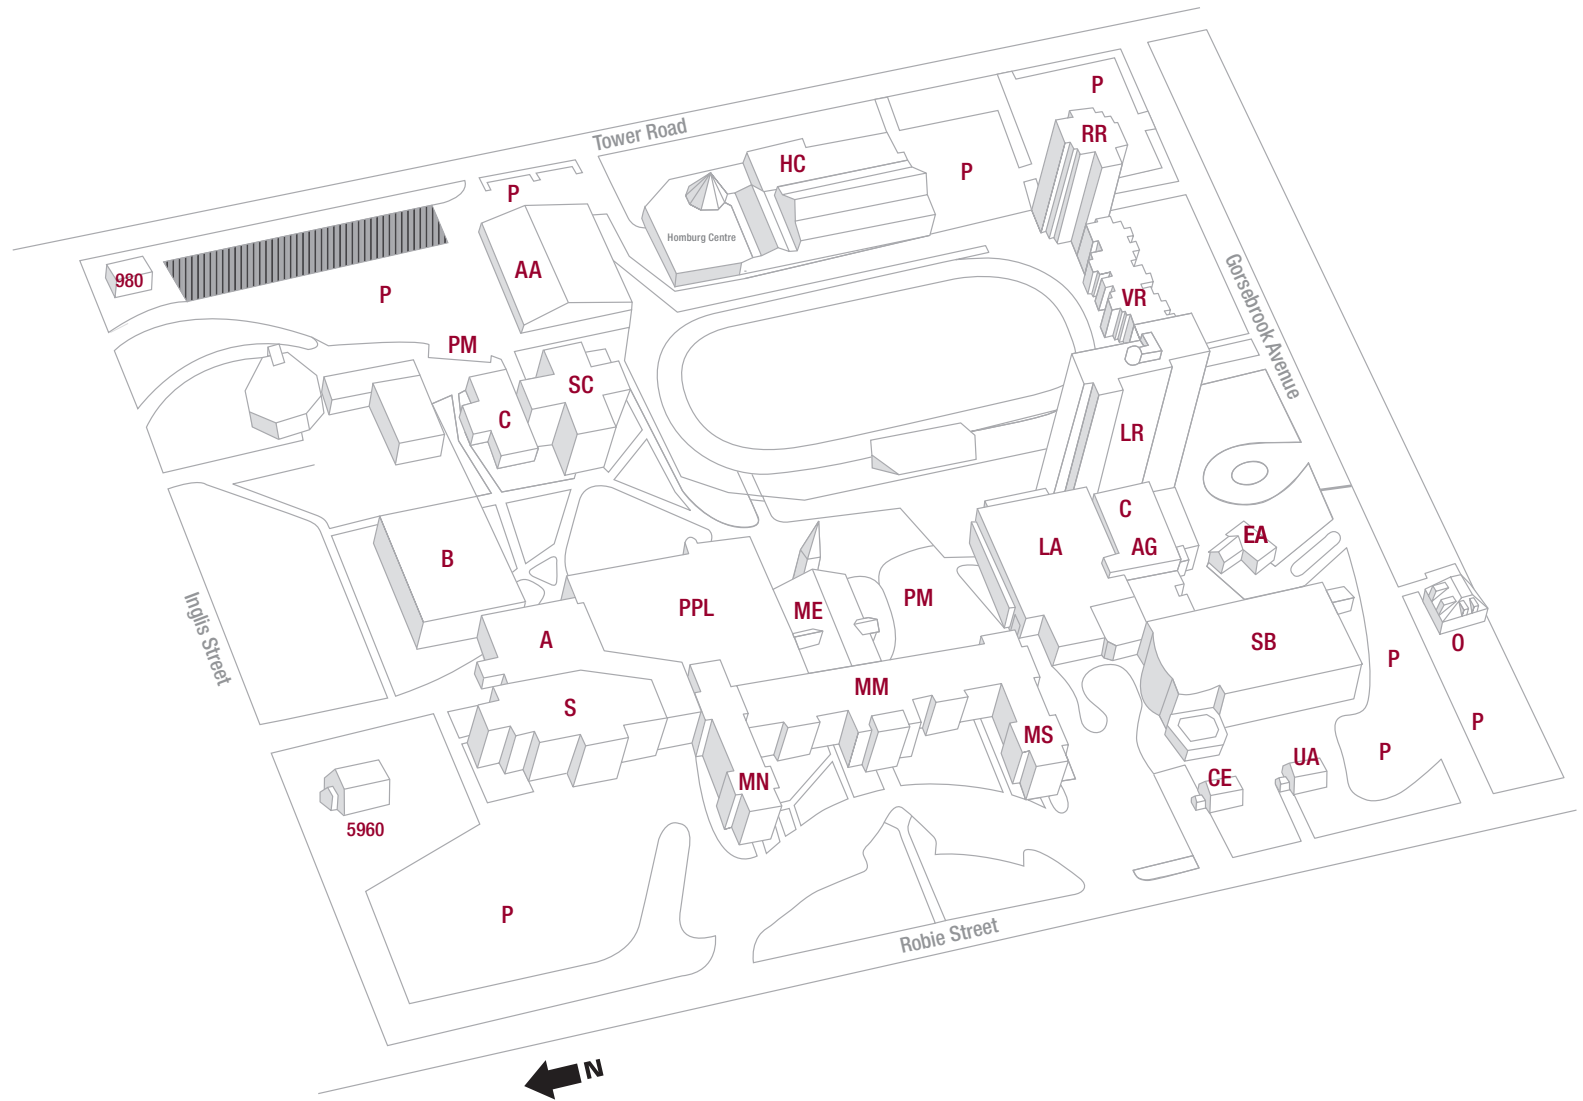 P
Tower Road
RR
HC
P
P
Homburg Centre
AA
980
P
VR
Gorsebrook Avenue
PM
SC
C
LR
C
EA
AG
LA
B
PPL
ME
PM
Inglis Street
A
SB
O
P
MM
S
MS
P
P
UA
CE
MN
5960
P
Robie Street
N